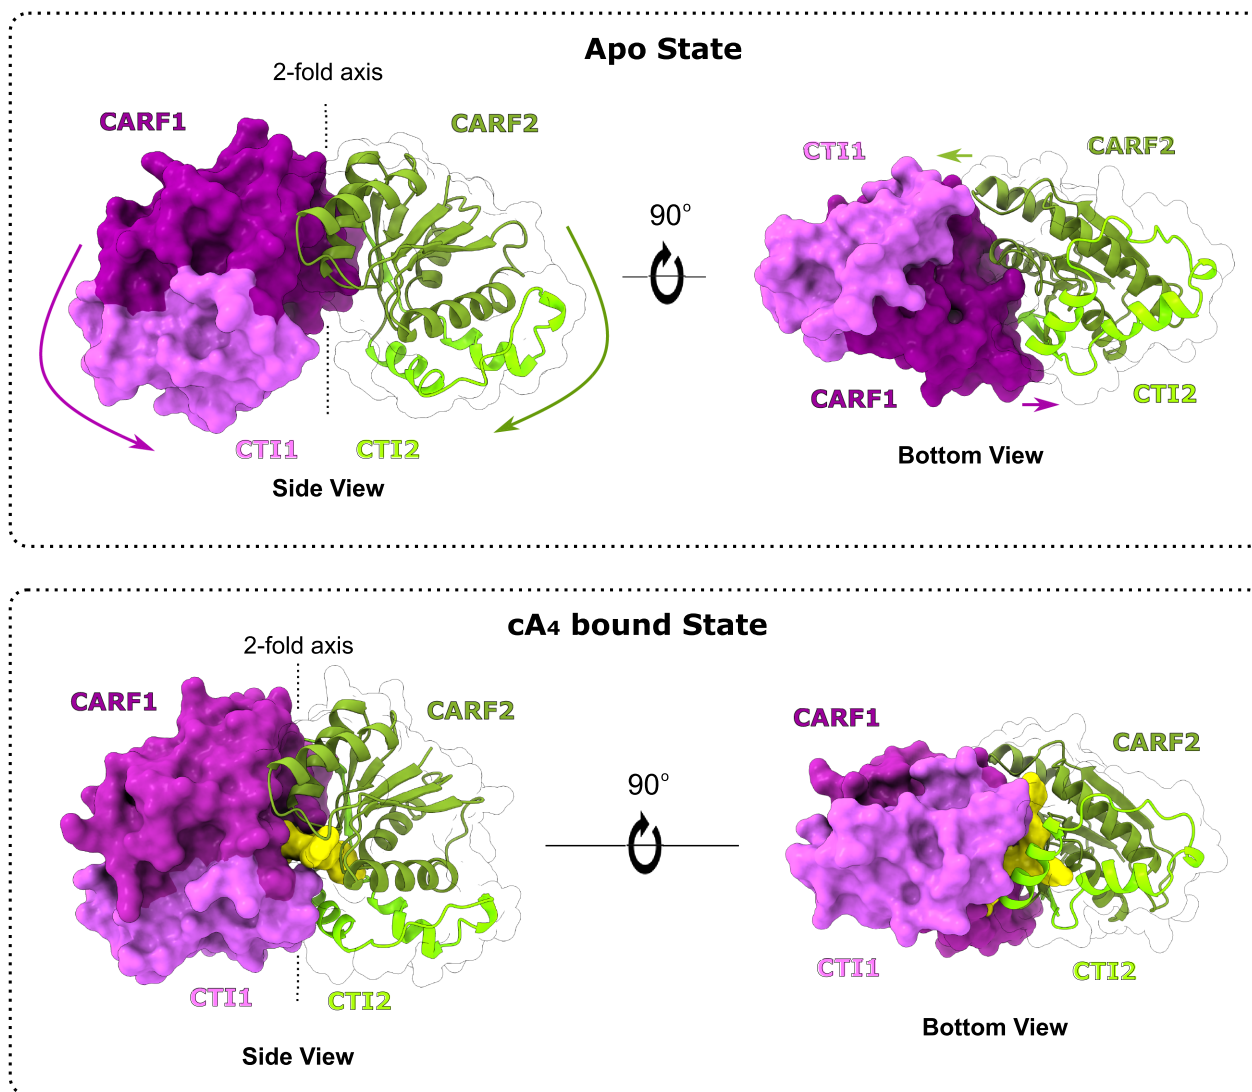 Apo State
2-fold axis
CARF1
CARF2
CTI1
CTI2
Side View
90°
CTI1
CARF2
CARF1
CTI2
Bottom View
cA₄ bound State
2-fold axis
CARF1
CARF2
CTI1
CTI2
Side View
90°
CARF1
CARF2
CTI1
CTI2
Bottom View